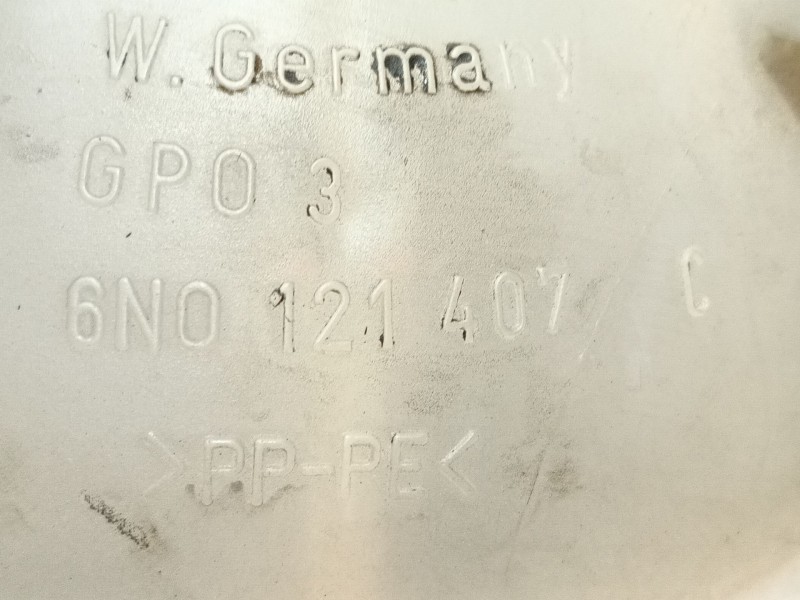 W. Germany
GPO 3
6N0 121 407 C
>PP-PE<